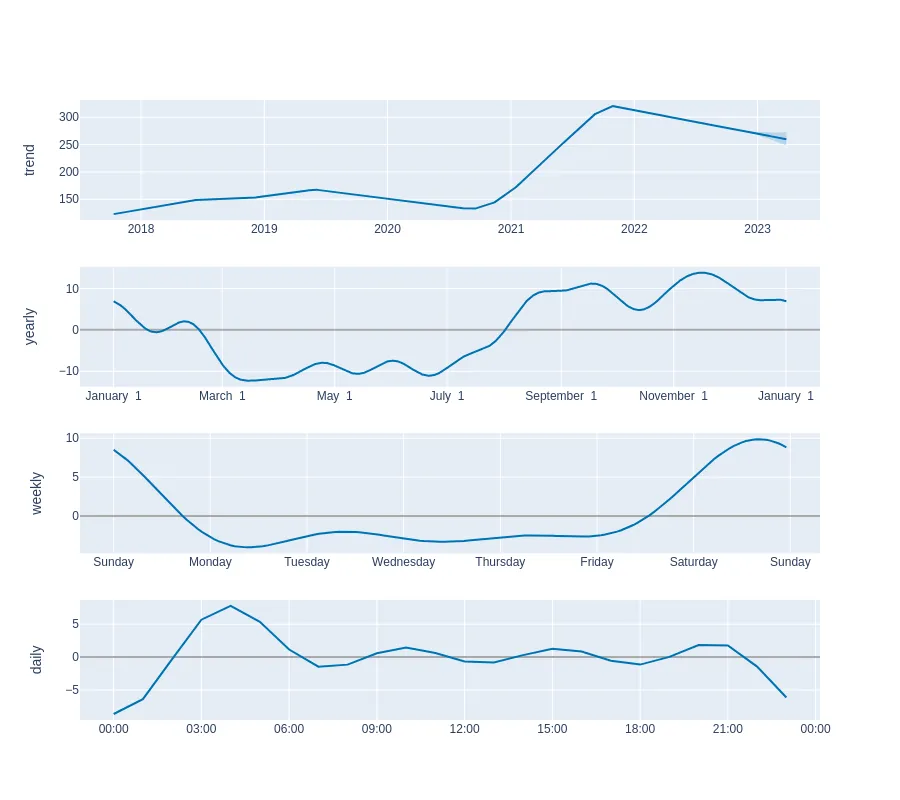 trend
300
250
200
150
2018 2019 2020 2021 2022 2023
yearly
10
0
−10
January 1 March 1 May 1 July 1 September 1 November 1 January 1
weekly
10
5
0
Sunday Monday Tuesday Wednesday Thursday Friday Saturday Sunday
daily
5
0
−5
00:00 03:00 06:00 09:00 12:00 15:00 18:00 21:00 00:00